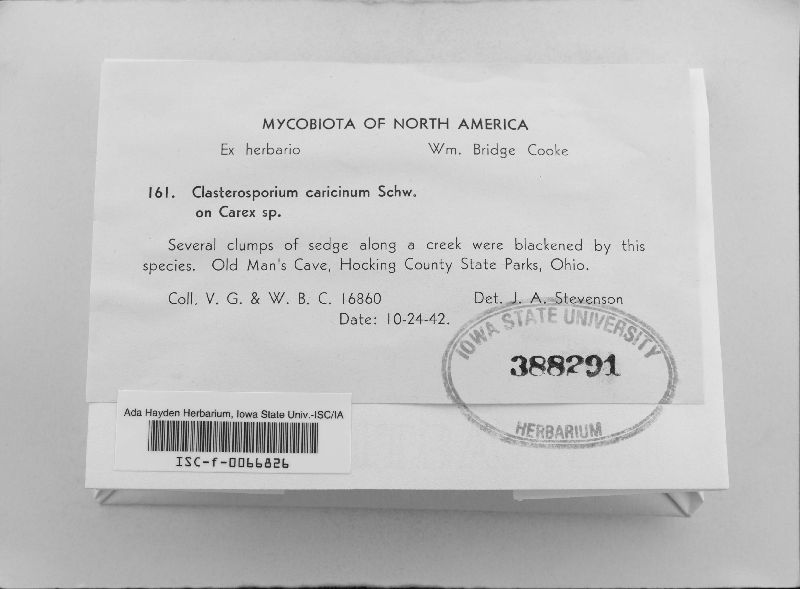 MYCOBIOTA OF NORTH AMERICA
Ex herbario Wm. Bridge Cooke
161. Clasterosporium caricinum Schw.
on Carex sp.
Several clumps of sedge along a creek were blackened by this
species. Old Man's Cave, Hocking County State Parks, Ohio.
Coll. V. G. & W. B. C. 16860 Det. J. A. Stevenson
Date: 10-24-42.
IOWA STATE UNIVERSITY
388291
HERBARIUM
Ada Hayden Herbarium, Iowa State Univ.-ISC/IA
ISC-f-0066826